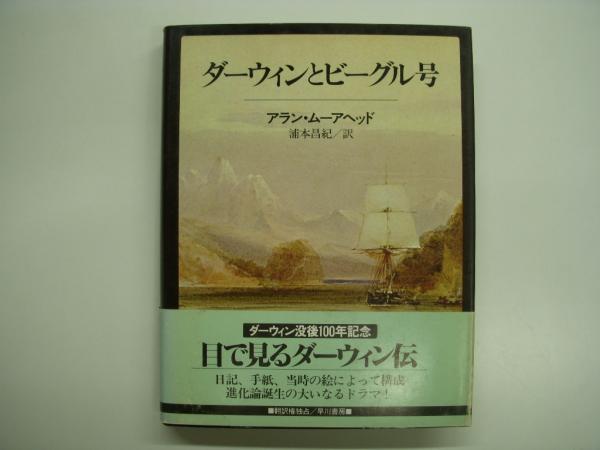 ダーウィンとビーグル号
アラン・ムーアヘッド
浦本昌紀／訳
ダーウィン没後100年記念
目で見るダーウィン伝
日記、手紙、当時の絵によって構成
進化論誕生の大いなるドラマ！
■翻訳権独占／早川書房■